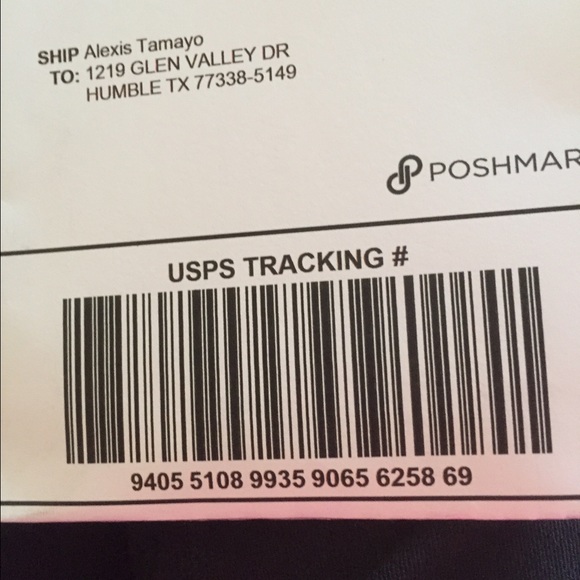 SHIP Alexis Tamayo
TO: 1219 GLEN VALLEY DR
HUMBLE TX 77338-5149
POSHMAR
USPS TRACKING #
9405 5108 9935 9065 6258 69